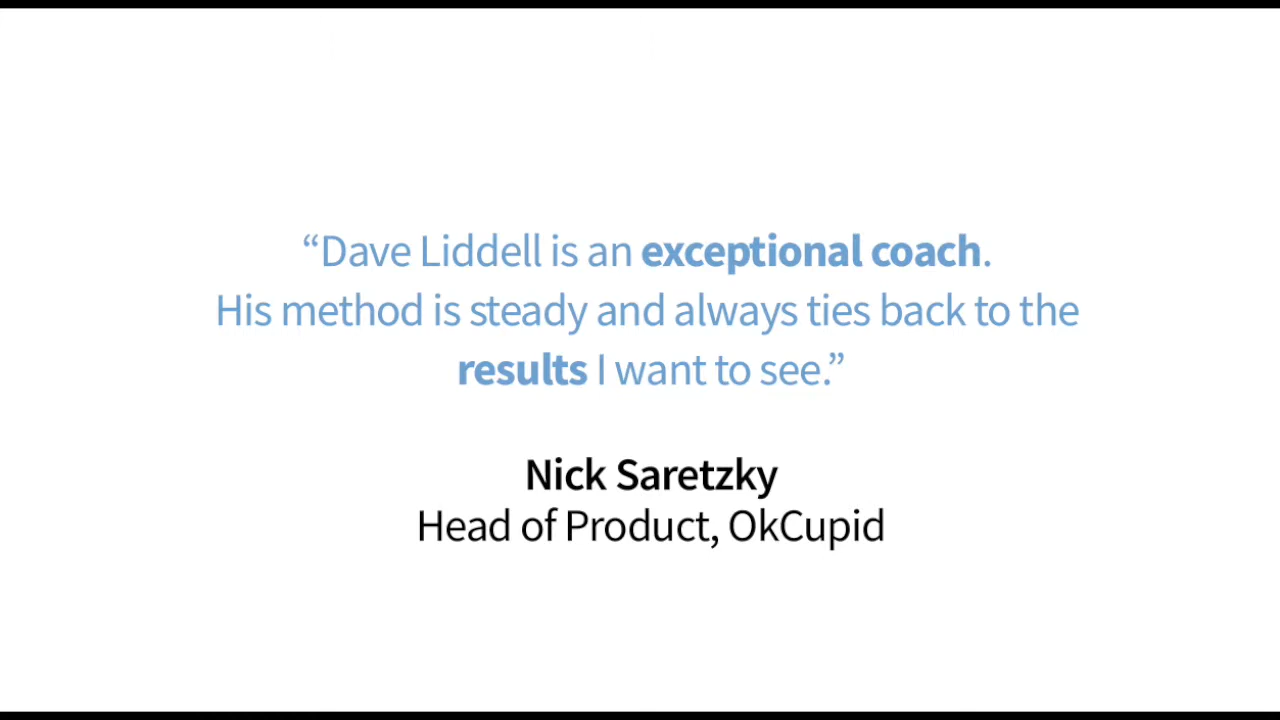 “Dave Liddell is an exceptional coach.
His method is steady and always ties back to the
results I want to see.”
Nick Saretzky
Head of Product, OkCupid